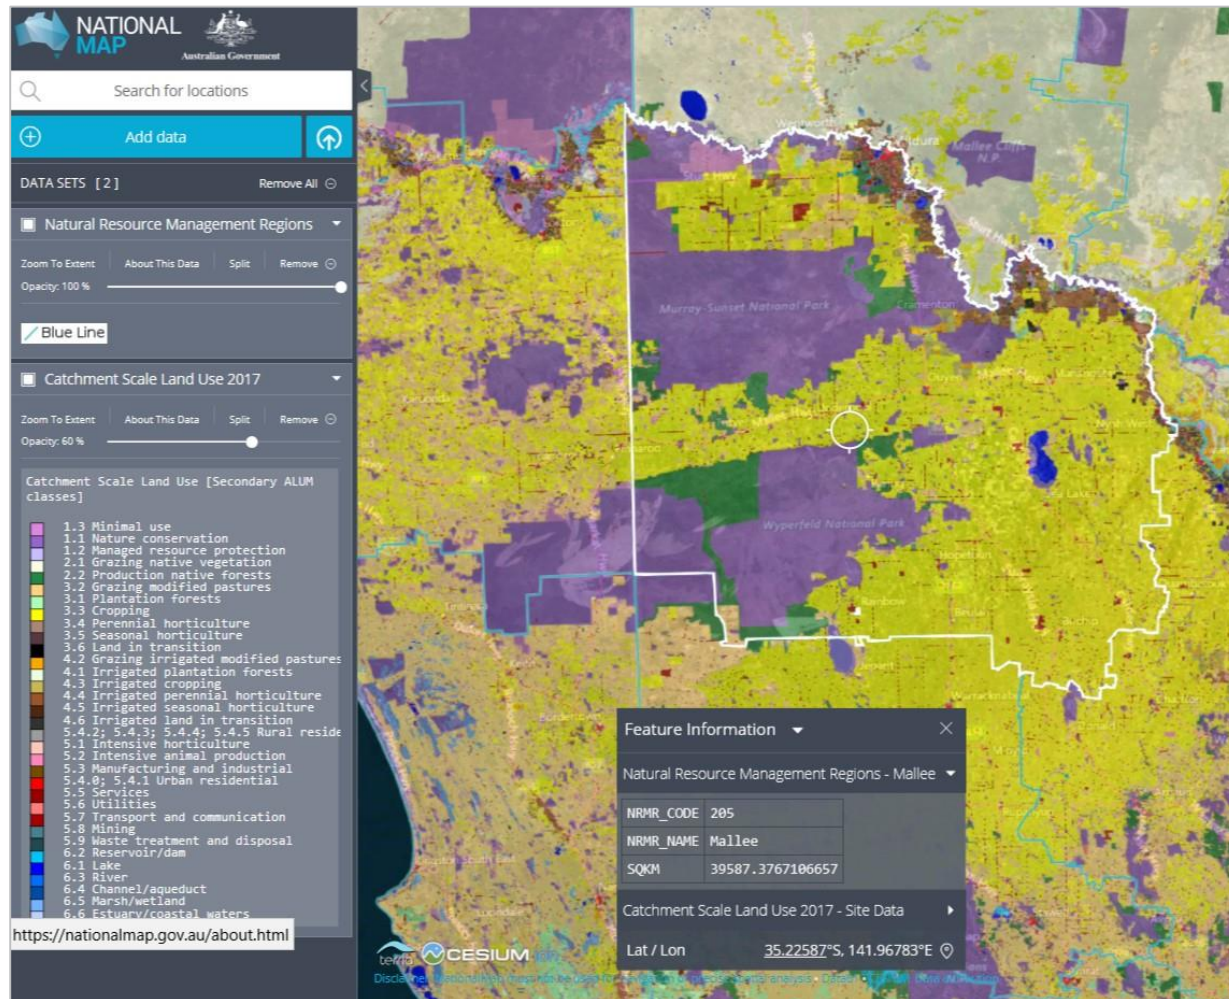 NATIONAL
MAP
Australian Government
Search for locations
Add data
DATA SETS [2]
Remove All
Natural Resource Management Regions
Zoom To Extent About This Data Split Remove
Opacity: 100 %
Blue Line
Catchment Scale Land Use 2017
Zoom To Extent About This Data Split Remove
Opacity: 60 %
Catchment Scale Land Use [Secondary ALUM
classes]
1.3 Minimal use
1.1 Nature conservation
1.2 Managed resource protection
2.1 Grazing native vegetation
2.2 Production native forests
3.2 Grazing modified pastures
3.1 Plantation forests
3.3 Cropping
3.4 Perennial horticulture
3.5 Seasonal horticulture
3.6 Land in transition
4.2 Grazing irrigated modified pastures
4.1 Irrigated plantation forests
4.3 Irrigated cropping
4.4 Irrigated perennial horticulture
4.5 Irrigated seasonal horticulture
4.6 Irrigated land in transition
5.4.2; 5.4.3; 5.4.4; 5.4.5 Rural reside
5.1 Intensive horticulture
5.2 Intensive animal production
5.3 Manufacturing and industrial
5.4.0; 5.4.1 Urban residential
5.5 Services
5.6 Utilities
5.7 Transport and communication
5.8 Mining
5.9 Waste treatment and disposal
6.2 Reservoir/dam
6.1 Lake
6.3 River
6.4 Channel/aqueduct
6.5 Marsh/wetland
6.6 Estuary/coastal waters
https://nationalmap.gov.au/about.html
Wentworth
Mallee Cliffs
N.P.
Sturt Hwy
Murray-Sunset National Park
Cramenton
Wyperfeld National Park
Hopetoun
Rainbow
Warracknabeal
Feature Information
Natural Resource Management Regions - Mallee
NRMR_CODE 205
NRMR_NAME Mallee
SQKM 39587.3767106657
Catchment Scale Land Use 2017 - Site Data
Lat / Lon 35.22587°S, 141.96783°E
terria
CESIUM